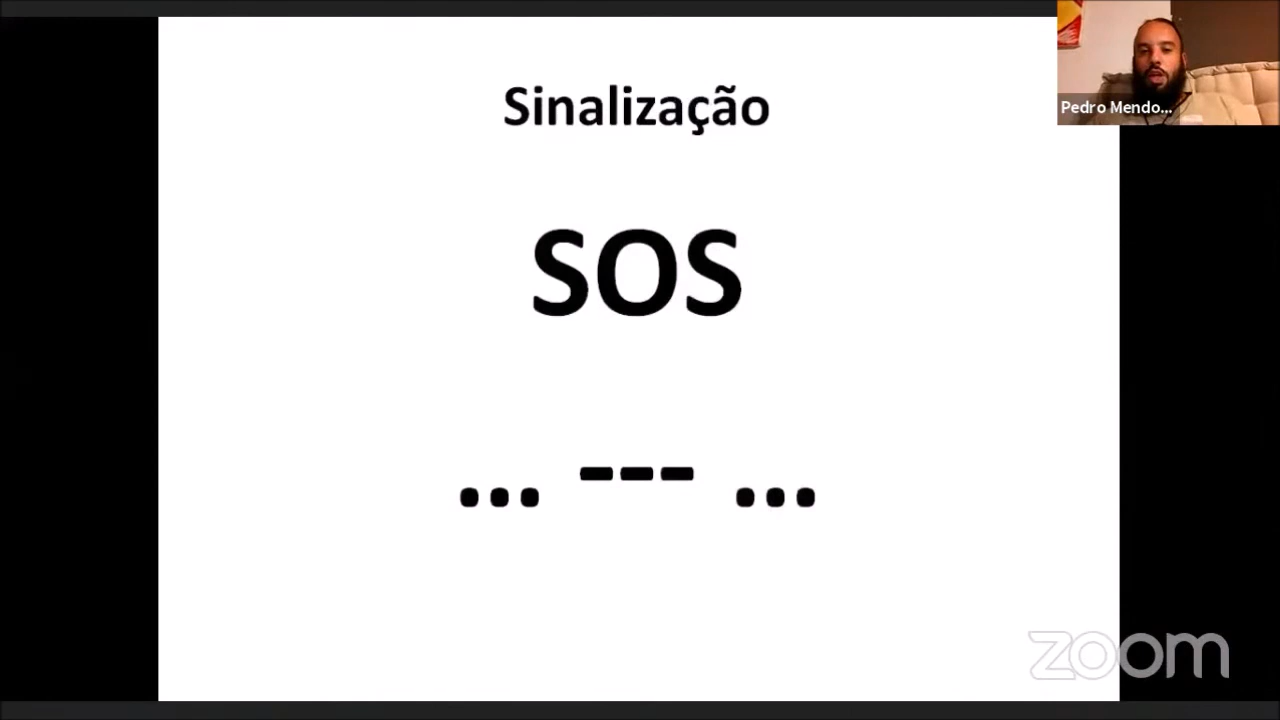 Sinalização
Pedro Mendo...
SOS
... --- ...
zoom